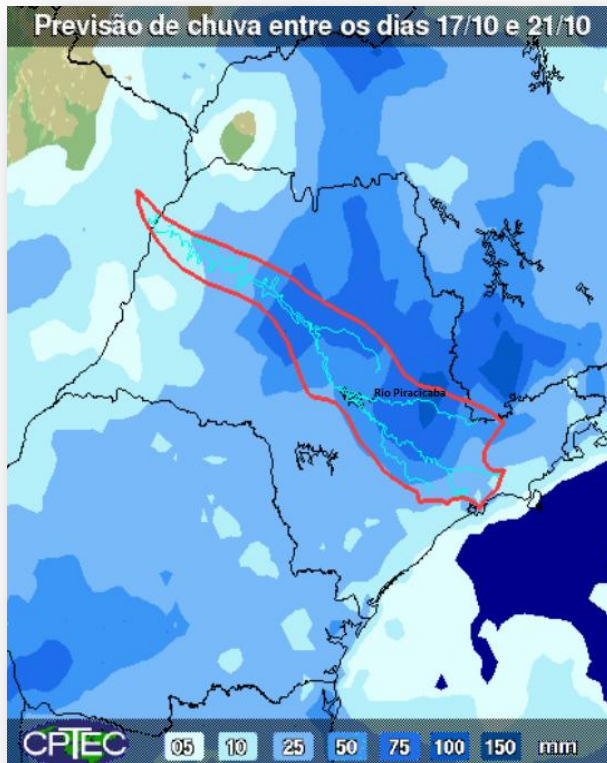 Previsão de chuva entre os dias 17/10 e 21/10
Rio Piracicaba
CPTEC 05 10 25 50 75 100 150 mm